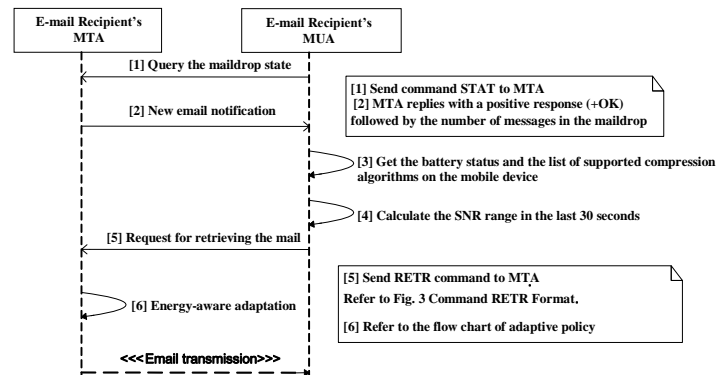 E-mail Recipient's
MTA
E-mail Recipient's
MUA
[1] Query the maildrop state
[1] Send command STAT to MTA
[2] MTA replies with a positive response (+OK)
followed by the number of messages in the maildrop
[2] New email notification
[3] Get the battery status and the list of supported compression
algorithms on the mobile device
[4] Calculate the SNR range in the last 30 seconds
[5] Request for retrieving the mail
[5] Send RETR command to MTA.
Refer to Fig. 3 Command RETR Format.
[6] Refer to the flow chart of adaptive policy
[6] Energy-aware adaptation
<<<Email transmission>>>